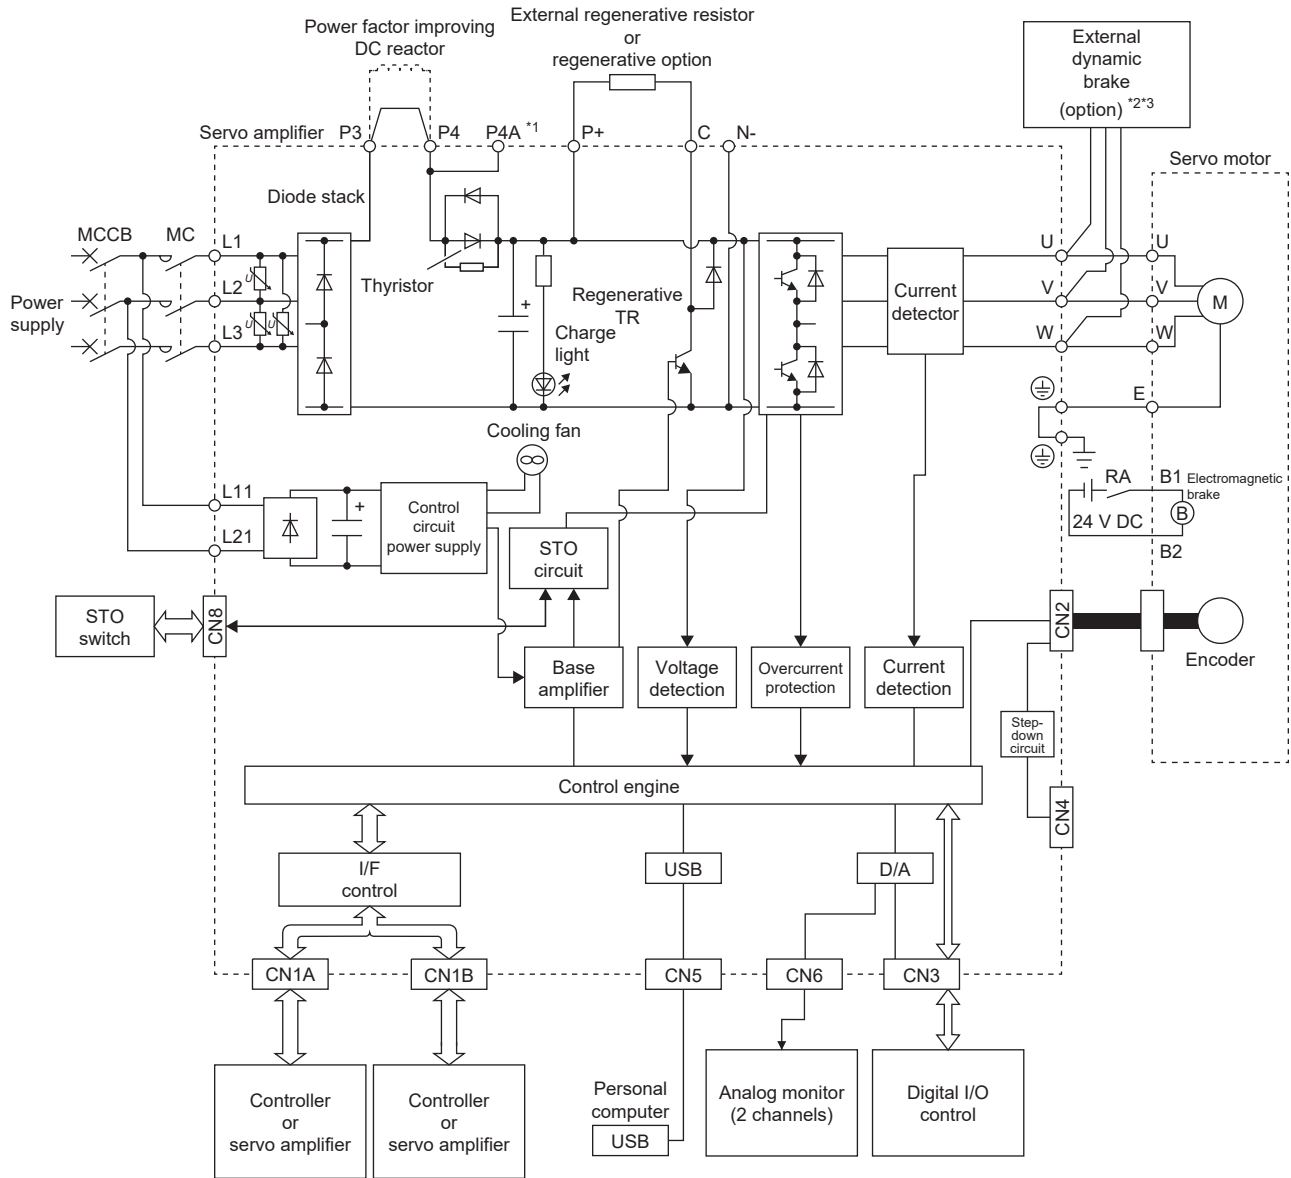 External regenerative resistor
or
regenerative option
Power factor improving
DC reactor
External
dynamic
brake
(option) *2*3
Servo amplifier
P3
P4
P4A *1
P+
C
N-
Servo motor
Diode stack
MCCB
MC
L1
U
U
Thyristor
Regenerative
TR
Current
detector
Power
supply
L2
U
V
V
M
Charge
light
L3
U
U
W
W
E
Cooling fan
L11
+
+
Control
circuit
power supply
RA
B1
Electromagnetic
brake
B
24 V DC
L21
STO
circuit
B2
STO
switch
CN8
CN2
Encoder
Base
amplifier
Voltage
detection
Overcurrent
protection
Current
detection
Step-
down
circuit
Control engine
CN4
I/F
control
USB
D/A
CN1A
CN1B
CN5
CN6
CN3
Controller
or
servo amplifier
Controller
or
servo amplifier
Personal
computer
USB
Analog monitor
(2 channels)
Digital I/O
control